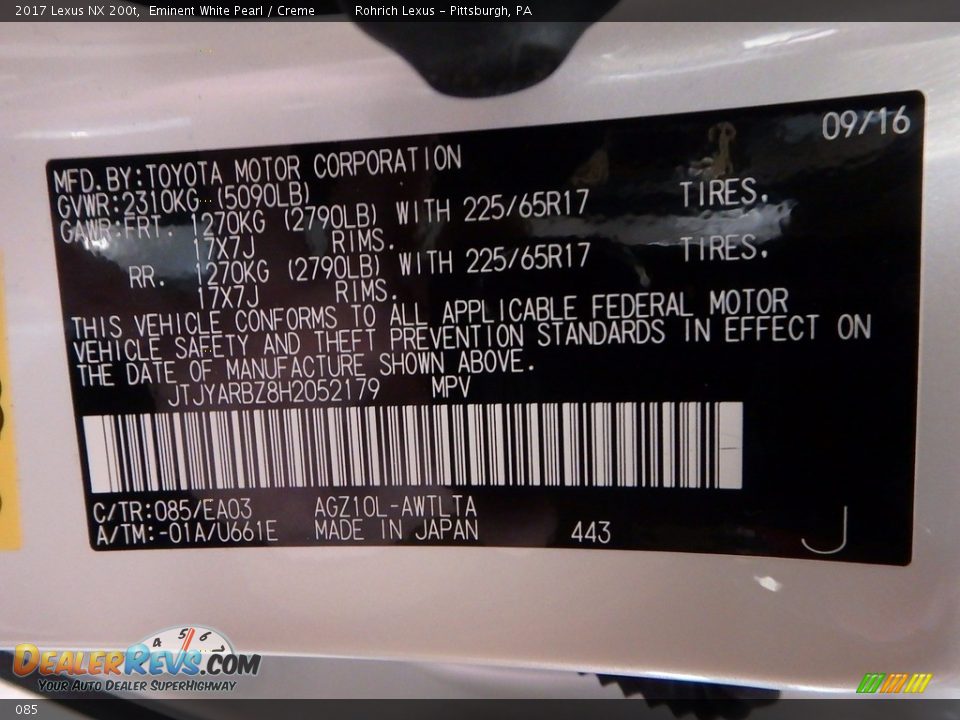 2017 Lexus NX 200t, Eminent White Pearl / Creme Rohrich Lexus - Pittsburgh, PA
09/16
MFD.BY:TOYOTA MOTOR CORPORATION
GVWR:2310KG (5090LB)
GAWR:FRT. 1270KG (2790LB) WITH 225/65R17 TIRES.
17X7J RIMS.
RR. 1270KG (2790LB) WITH 225/65R17 TIRES.
17X7J RIMS.
THIS VEHICLE CONFORMS TO ALL APPLICABLE FEDERAL MOTOR
VEHICLE SAFETY AND THEFT PREVENTION STANDARDS IN EFFECT ON
THE DATE OF MANUFACTURE SHOWN ABOVE.
JTJYARBZ8H2052179 MPV
C/TR:085/EA03 AGZ10L-AWTLTA
A/TM:-01A/U661E MADE IN JAPAN 443 J
4 5 6 7
DealerRevs.com
Your Auto Dealer SuperHighway
085